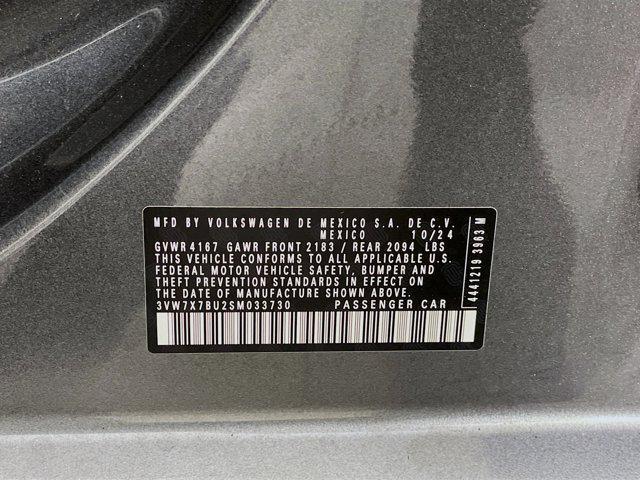 MFD BY VOLKSWAGEN DE MEXICO S.A. DE C.V.
MEXICO 10/24
GVWR 4167 GAWR FRONT 2183 / REAR 2094 LBS
THIS VEHICLE CONFORMS TO ALL APPLICABLE U.S.
FEDERAL MOTOR VEHICLE SAFETY, BUMPER AND
THEFT PREVENTION STANDARDS IN EFFECT ON
THE DATE OF MANUFACTURE SHOWN ABOVE.
3VW7X7BU2SM033730 PASSENGER CAR
4441219 3963 M